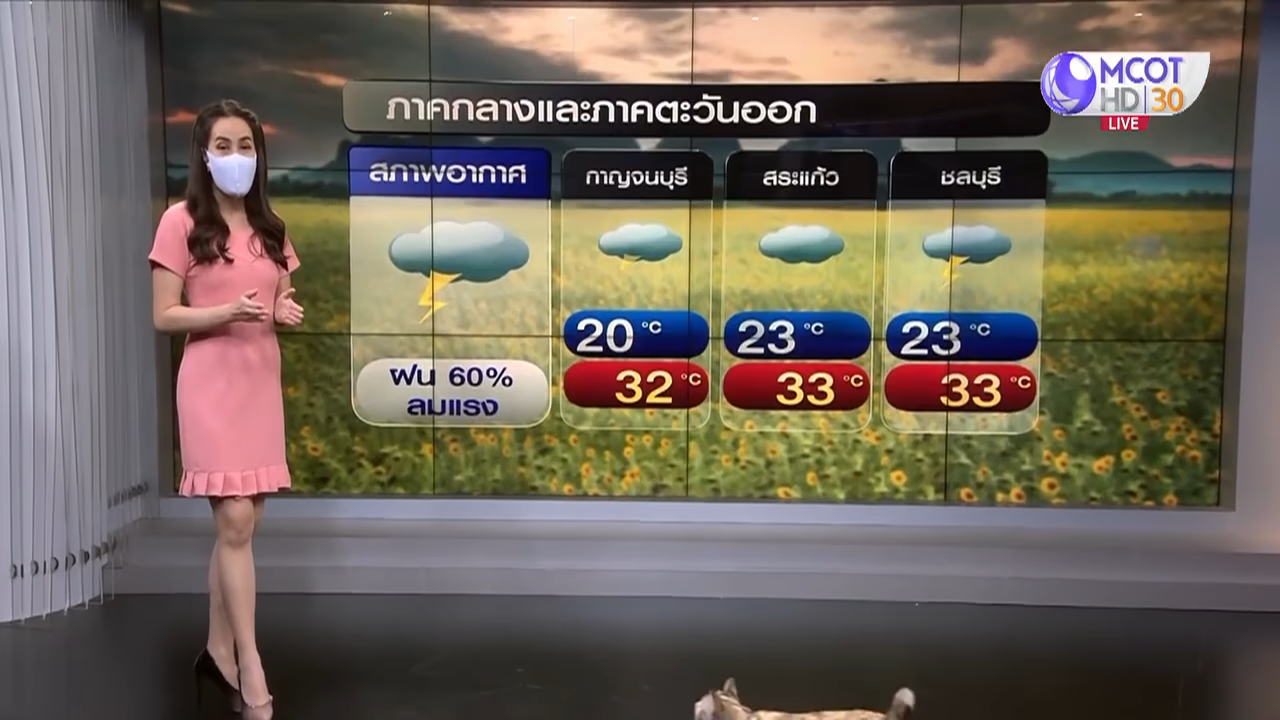 MCOT
HD 30
LIVE
ภาคกลางและภาคตะวันออก
สภาพอากาศ
กาญจนบุรี
สระแก้ว
ชลบุรี
20 °C
23 °C
23 °C
32 °C
33 °C
33 °C
ฝน 60%
ลมแรง